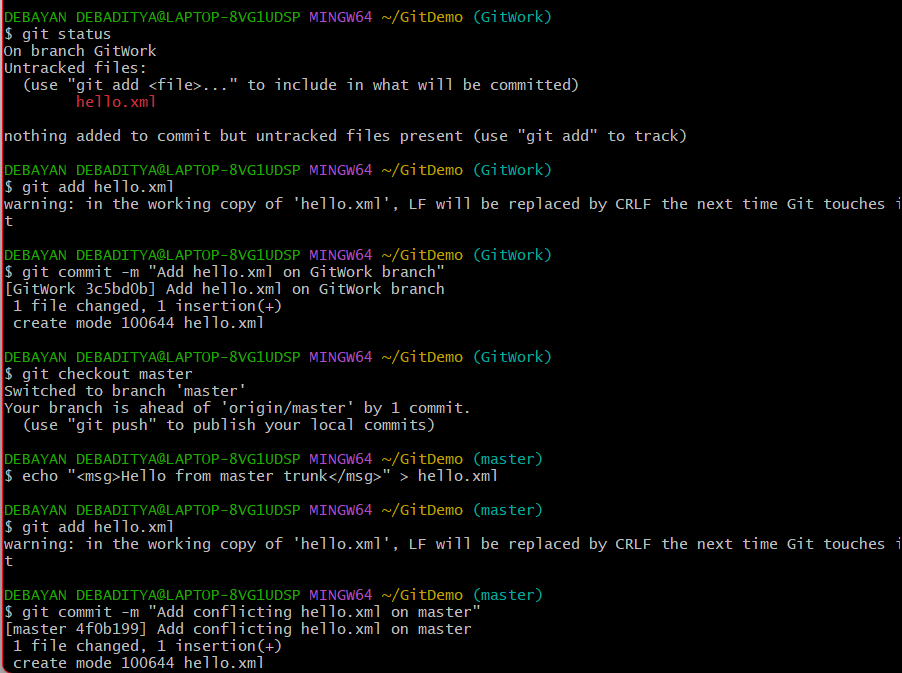 DEBAYAN DEBADITYA@LAPTOP-8VG1UDSP MINGW64 ~/GitDemo (GitWork)
$ git status
On branch GitWork
Untracked files:
  (use "git add <file>..." to include in what will be committed)
        hello.xml
nothing added to commit but untracked files present (use "git add" to track)
DEBAYAN DEBADITYA@LAPTOP-8VG1UDSP MINGW64 ~/GitDemo (GitWork)
$ git add hello.xml
warning: in the working copy of 'hello.xml', LF will be replaced by CRLF the next time Git touches i
t
DEBAYAN DEBADITYA@LAPTOP-8VG1UDSP MINGW64 ~/GitDemo (GitWork)
$ git commit -m "Add hello.xml on GitWork branch"
[GitWork 3c5bd0b] Add hello.xml on GitWork branch
 1 file changed, 1 insertion(+)
 create mode 100644 hello.xml
DEBAYAN DEBADITYA@LAPTOP-8VG1UDSP MINGW64 ~/GitDemo (GitWork)
$ git checkout master
Switched to branch 'master'
Your branch is ahead of 'origin/master' by 1 commit.
  (use "git push" to publish your local commits)
DEBAYAN DEBADITYA@LAPTOP-8VG1UDSP MINGW64 ~/GitDemo (master)
$ echo "<msg>Hello from master trunk</msg>" > hello.xml
DEBAYAN DEBADITYA@LAPTOP-8VG1UDSP MINGW64 ~/GitDemo (master)
$ git add hello.xml
warning: in the working copy of 'hello.xml', LF will be replaced by CRLF the next time Git touches i
t
DEBAYAN DEBADITYA@LAPTOP-8VG1UDSP MINGW64 ~/GitDemo (master)
$ git commit -m "Add conflicting hello.xml on master"
[master 4f0b199] Add conflicting hello.xml on master
 1 file changed, 1 insertion(+)
 create mode 100644 hello.xml